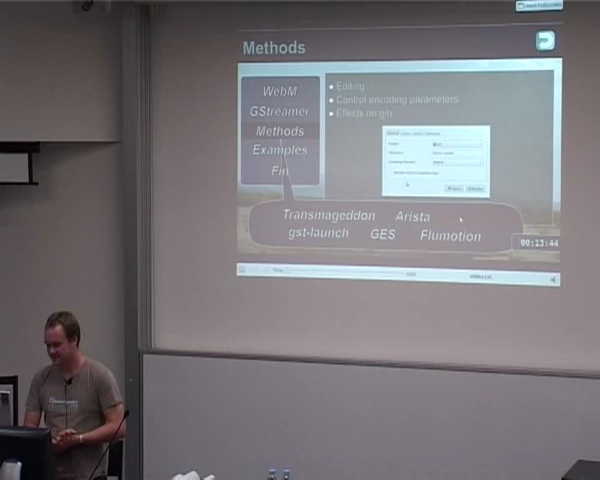 Methods
WebM
GStreamer
Methods
Examples
Fin
Editing
Control encoding parameters
Effects (in git)
Transmageddon Arista
gst-launch GES Flumotion
00:13:44